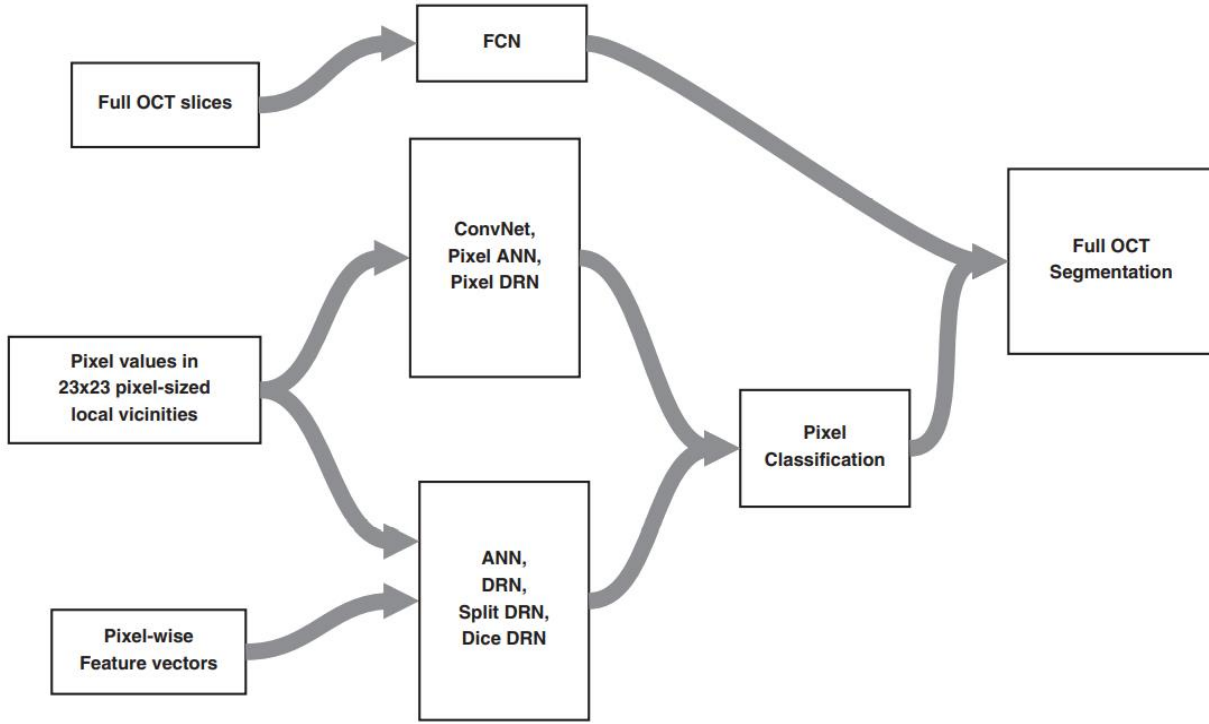 FCN
Full OCT slices
ConvNet,
Pixel ANN,
Pixel DRN
Full OCT
Segmentation
Pixel values in
23x23 pixel-sized
local vicinities
Pixel
Classification
ANN,
DRN,
Split DRN,
Dice DRN
Pixel-wise
Feature vectors